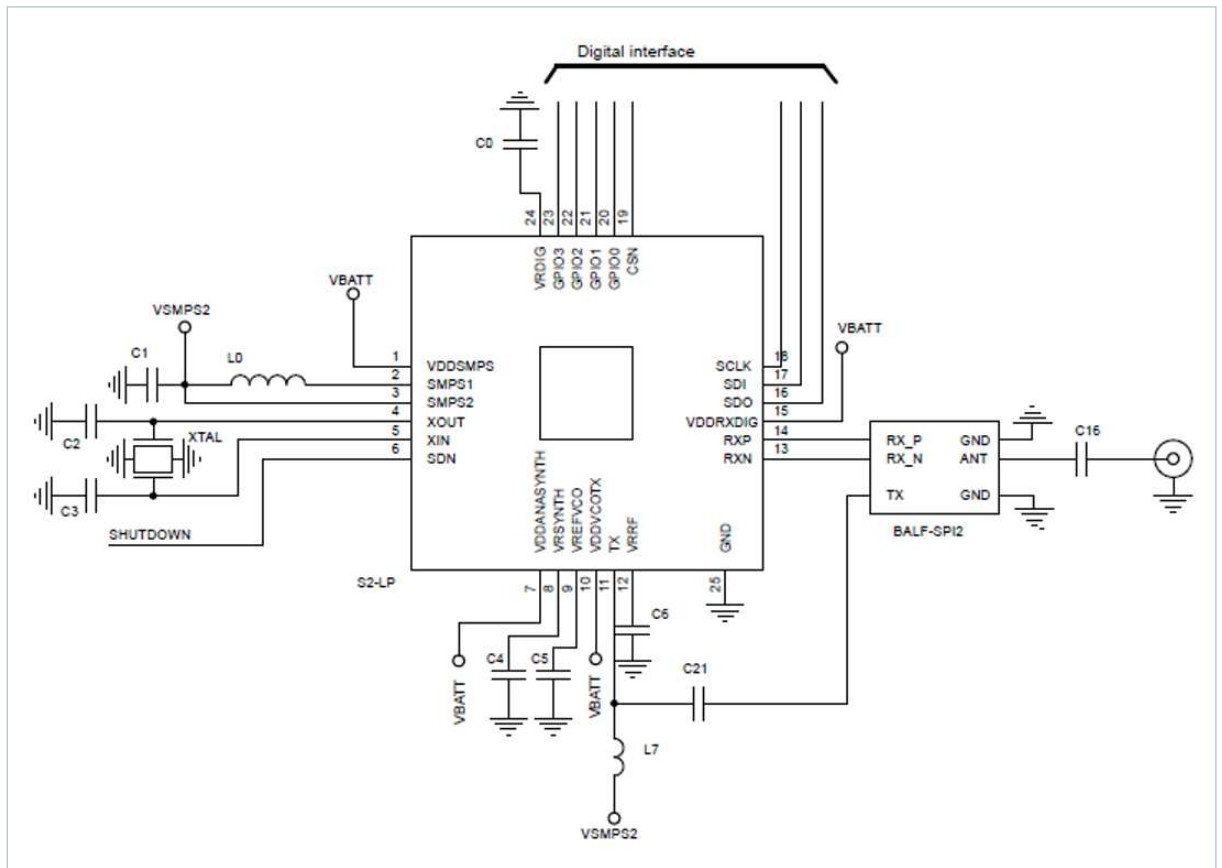 Digital interface
C0
24
23
22
21
20
19
VRDIG
GPIO3
GPIO2
GPIO1
GPIO0
CSN
VBATT
VSMPS2
C1
L0
1
2
3
4
5
6
VDDSMPS
SMPS1
SMPS2
XOUT
XIN
SDN
C2
XTAL
C3
SHUTDOWN
SCLK
SDI
SDO
VDDRXDIG
RXP
RXN
18
17
16
15
14
13
VBATT
RX_P
RX_N
TX
GND
ANT
GND
BALF-SPI2
C16
VDDANASYNTH
VRSYNTH
VREFVCO
VDDVCOTX
TX
VRRF
GND
S2-LP
7
8
9
10
11
12
25
C6
C4
C5
VBATT
VBATT
C21
L7
VSMPS2